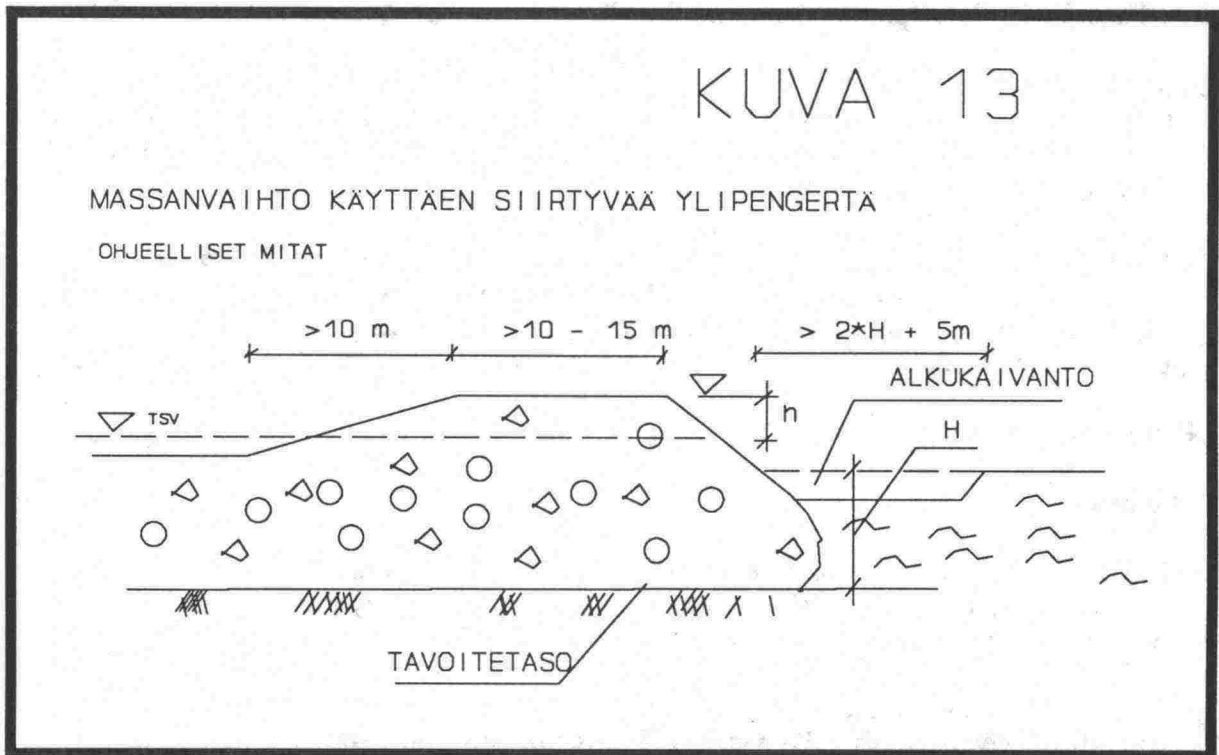 KUVA 13
MASSANVAIHTO KÄYTTÄEN SIIRTYVÄÄ YLIPENGERTÄ
OHJEELLISET MITAT
>10 m
>10 - 15 m
> 2*H + 5m
ALKUKAIVANTO
TSV
h
H
TAVOITETASO